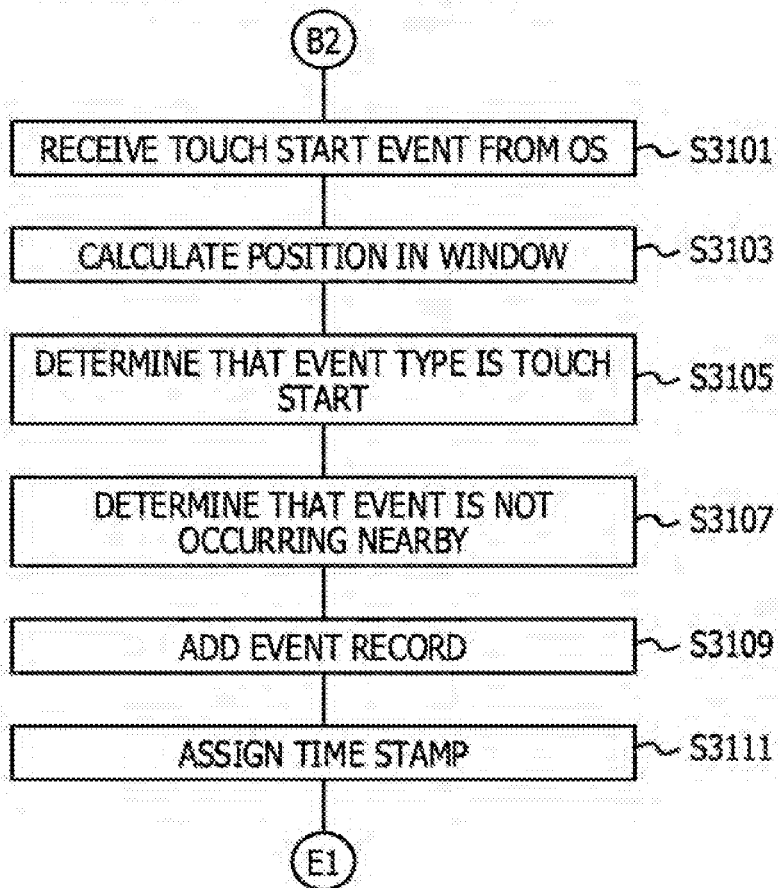 B2
RECEIVE TOUCH START EVENT FROM OS
S3101
CALCULATE POSITION IN WINDOW
S3103
DETERMINE THAT EVENT TYPE IS TOUCH
START
S3105
DETERMINE THAT EVENT IS NOT
OCCURRING NEARBY
S3107
ADD EVENT RECORD
S3109
ASSIGN TIME STAMP
S3111
E1